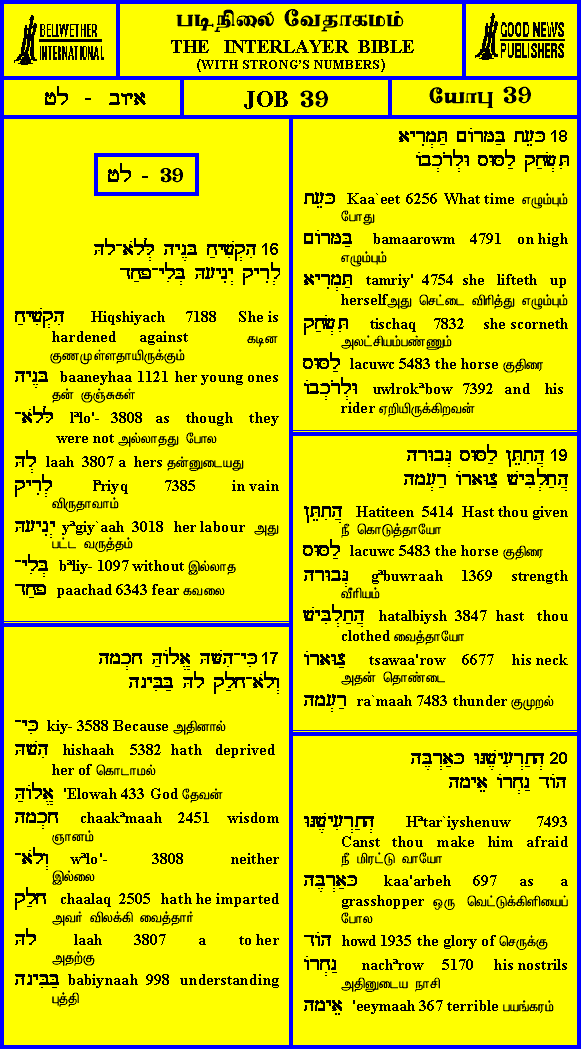 BELLWETHER
INTERNATIONAL
படிநிலை வேதாகமம்
THE INTERLAYER BIBLE
(WITH STRONG'S NUMBERS)
GOOD NEWS
PUBLISHERS
איוב - לט
JOB 39
யோபு 39
לט - 39
16 הִקְשִׁיחַ בָּנֶיהָ לְּלֹא־לָהּ
לְרִיק יְגִיעָהּ בְּלִי־פָחַד
הִקְשִׁיחַ Hiqshiyach 7188 She is
hardened against கடின
குணமுள்ளதாயிருக்கும்
בָּנֶיהָ baaneyhaa 1121 her young ones
தன் குஞ்சுகள்
לְּלֹא־ lªlo'- 3808 as though they
were not அல்லாதது போல
לָהּ laah 3807 a hers தன்னுடையது
לְרִיק lªriyq 7385 in vain
விருதாவாம்
יְגִיעָהּ yªgiy`aah 3018 her labour அது
பட்ட வருத்தம்
בְּלִי־ bªliy- 1097 without இல்லாத
פָחַד paachad 6343 fear கவலை
17 כִּי־הִשָּׁהּ אֱלוֹהַּ חָכְמָה
וְלֹא־חָלַק לָהּ בַּבִּינָה
כִּי־ kiy- 3588 Because அதினால்
הִשָּׁהּ hishaah 5382 hath deprived
her of கொடாமல்
אֱלוֹהַּ 'Elowah 433 God தேவன்
חָכְמָה chaakªmaah 2451 wisdom
ஞானம்
וְלֹא־ wªlo'- 3808 neither
இல்லை
חָלַק chaalaq 2505 hath he imparted
அவர் விலக்கி வைத்தார்
לָהּ laah 3807 a to her
அதற்கு
בַּבִּינָה babiynaah 998 understanding
புத்தி
18 כָּעֵת בַּמָּרוֹם תַּמְרִיא
תִּשְׂחַק לַסּוּס וּלְרֹכְבוֹ
כָּעֵת Kaa`eet 6256 What time எழும்பும்
போது
בַּמָּרוֹם bamaarowm 4791 on high
எழும்பும்
תַּמְרִיא tamriy' 4754 she lifteth up
herself அது செட்டை விரித்து எழும்பும்
תִּשְׂחַק tischaq 7832 she scorneth
அலட்சியம்பண்ணும்
לַסּוּס lacuwc 5483 the horse குதிரை
וּלְרֹכְבוֹ uwlrokªbow 7392 and his
rider ஏறியிருக்கிறவன்
19 הֲתִתֵּן לַסּוּס גְּבוּרָה
הֲתַלְבִּישׁ צַוָּארוֹ רַעְמָה
הֲתִתֵּן Hatiteen 5414 Hast thou given
நீ கொடுத்தாயோ
לַסּוּס lacuwc 5483 the horse குதிரை
גְּבוּרָה gªbuwraah 1369 strength
வீரியம்
הֲתַלְבִּישׁ hatalbiysh 3847 hast thou
clothed வைத்தாயோ
צַוָּארוֹ tsawaa'row 6677 his neck
அதன் தொண்டை
רַעְמָה ra`maah 7483 thunder குமுறல்
20 הְתַרְעִישֶׁנּוּ כָּאַרְבֶּה
הוֹד נַחְרוֹ אֵימָה
הְתַרְעִישֶׁנּוּ Hªtar`iyshenuw 7493
Canst thou make him afraid
நீ மிரட்டு வாயோ
כָּאַרְבֶּה kaa'arbeh 697 as a
grasshopper ஒரு வெட்டுக்கிளியைப்
போல
הוֹד howd 1935 the glory of செருக்கு
נַחְרוֹ nachªrow 5170 his nostrils
அதினுடைய நாசி
אֵימָה 'eeymaah 367 terrible பயங்கரம்